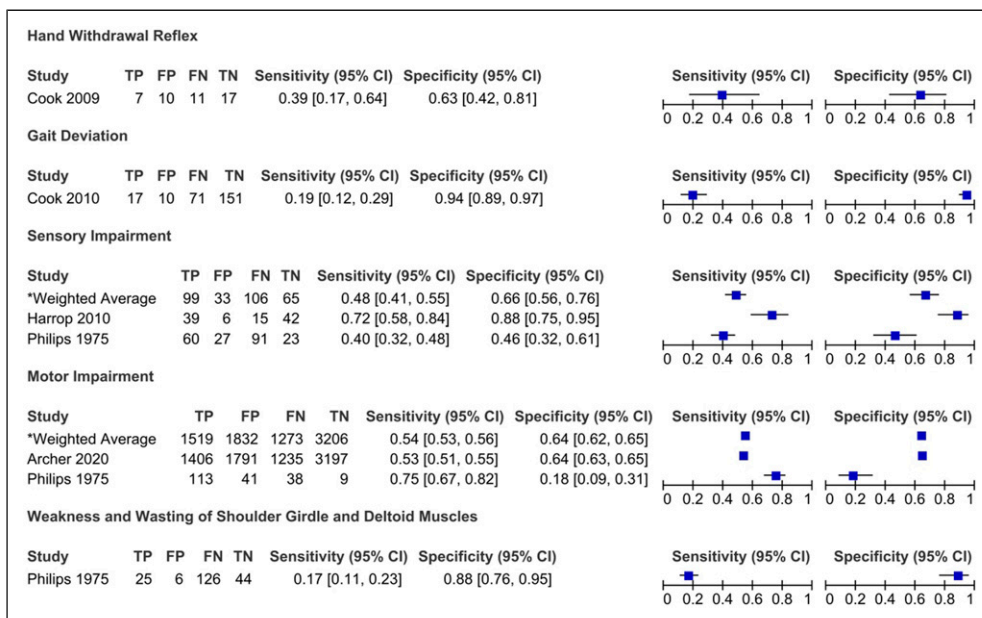 Hand Withdrawal Reflex
Study TP FP FN TN Sensitivity (95% CI) Specificity (95% CI) Sensitivity (95% CI) Specificity (95% CI)
Cook 2009 7 10 11 17 0.39 [0.17, 0.64] 0.63 [0.42, 0.81]
0 0.2 0.4 0.6 0.8 1 0 0.2 0.4 0.6 0.8 1
Gait Deviation
Study TP FP FN TN Sensitivity (95% CI) Specificity (95% CI) Sensitivity (95% CI) Specificity (95% CI)
Cook 2010 17 10 71 151 0.19 [0.12, 0.29] 0.94 [0.89, 0.97]
0 0.2 0.4 0.6 0.8 1 0 0.2 0.4 0.6 0.8 1
Sensory Impairment
Study TP FP FN TN Sensitivity (95% CI) Specificity (95% CI) Sensitivity (95% CI) Specificity (95% CI)
*Weighted Average 99 33 106 65 0.48 [0.41, 0.55] 0.66 [0.56, 0.76]
Harrop 2010 39 6 15 42 0.72 [0.58, 0.84] 0.88 [0.75, 0.95]
Philips 1975 60 27 91 23 0.40 [0.32, 0.48] 0.46 [0.32, 0.61]
0 0.2 0.4 0.6 0.8 1 0 0.2 0.4 0.6 0.8 1
Motor Impairment
Study TP FP FN TN Sensitivity (95% CI) Specificity (95% CI) Sensitivity (95% CI) Specificity (95% CI)
*Weighted Average 1519 1832 1273 3206 0.54 [0.53, 0.56] 0.64 [0.62, 0.65]
Archer 2020 1406 1791 1235 3197 0.53 [0.51, 0.55] 0.64 [0.63, 0.65]
Philips 1975 113 41 38 9 0.75 [0.67, 0.82] 0.18 [0.09, 0.31]
0 0.2 0.4 0.6 0.8 1 0 0.2 0.4 0.6 0.8 1
Weakness and Wasting of Shoulder Girdle and Deltoid Muscles
Study TP FP FN TN Sensitivity (95% CI) Specificity (95% CI) Sensitivity (95% CI) Specificity (95% CI)
Philips 1975 25 6 126 44 0.17 [0.11, 0.23] 0.88 [0.76, 0.95]
0 0.2 0.4 0.6 0.8 1 0 0.2 0.4 0.6 0.8 1